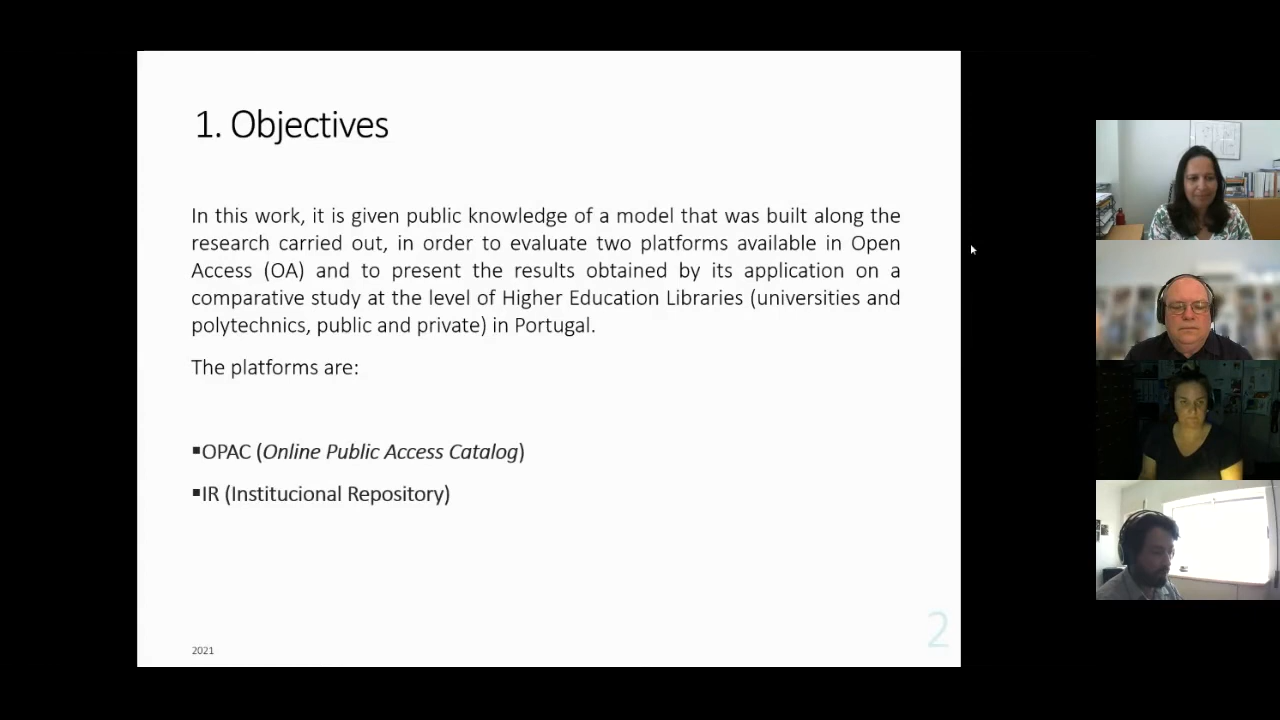 1. Objectives
In this work, it is given public knowledge of a model that was built along the
research carried out, in order to evaluate two platforms available in Open
Access (OA) and to present the results obtained by its application on a
comparative study at the level of Higher Education Libraries (universities and
polytechnics, public and private) in Portugal.
The platforms are:
▪OPAC (Online Public Access Catalog)
▪IR (Institucional Repository)
2021
2